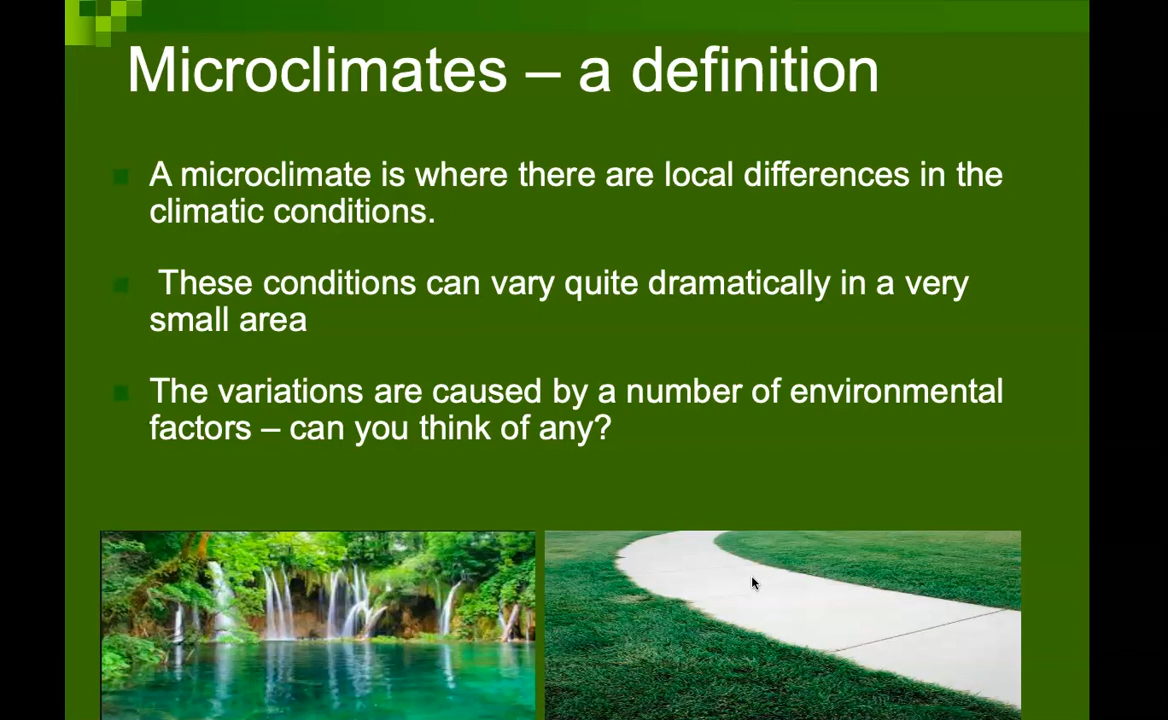 Microclimates – a definition
A microclimate is where there are local differences in the
climatic conditions.
These conditions can vary quite dramatically in a very
small area
The variations are caused by a number of environmental
factors – can you think of any?